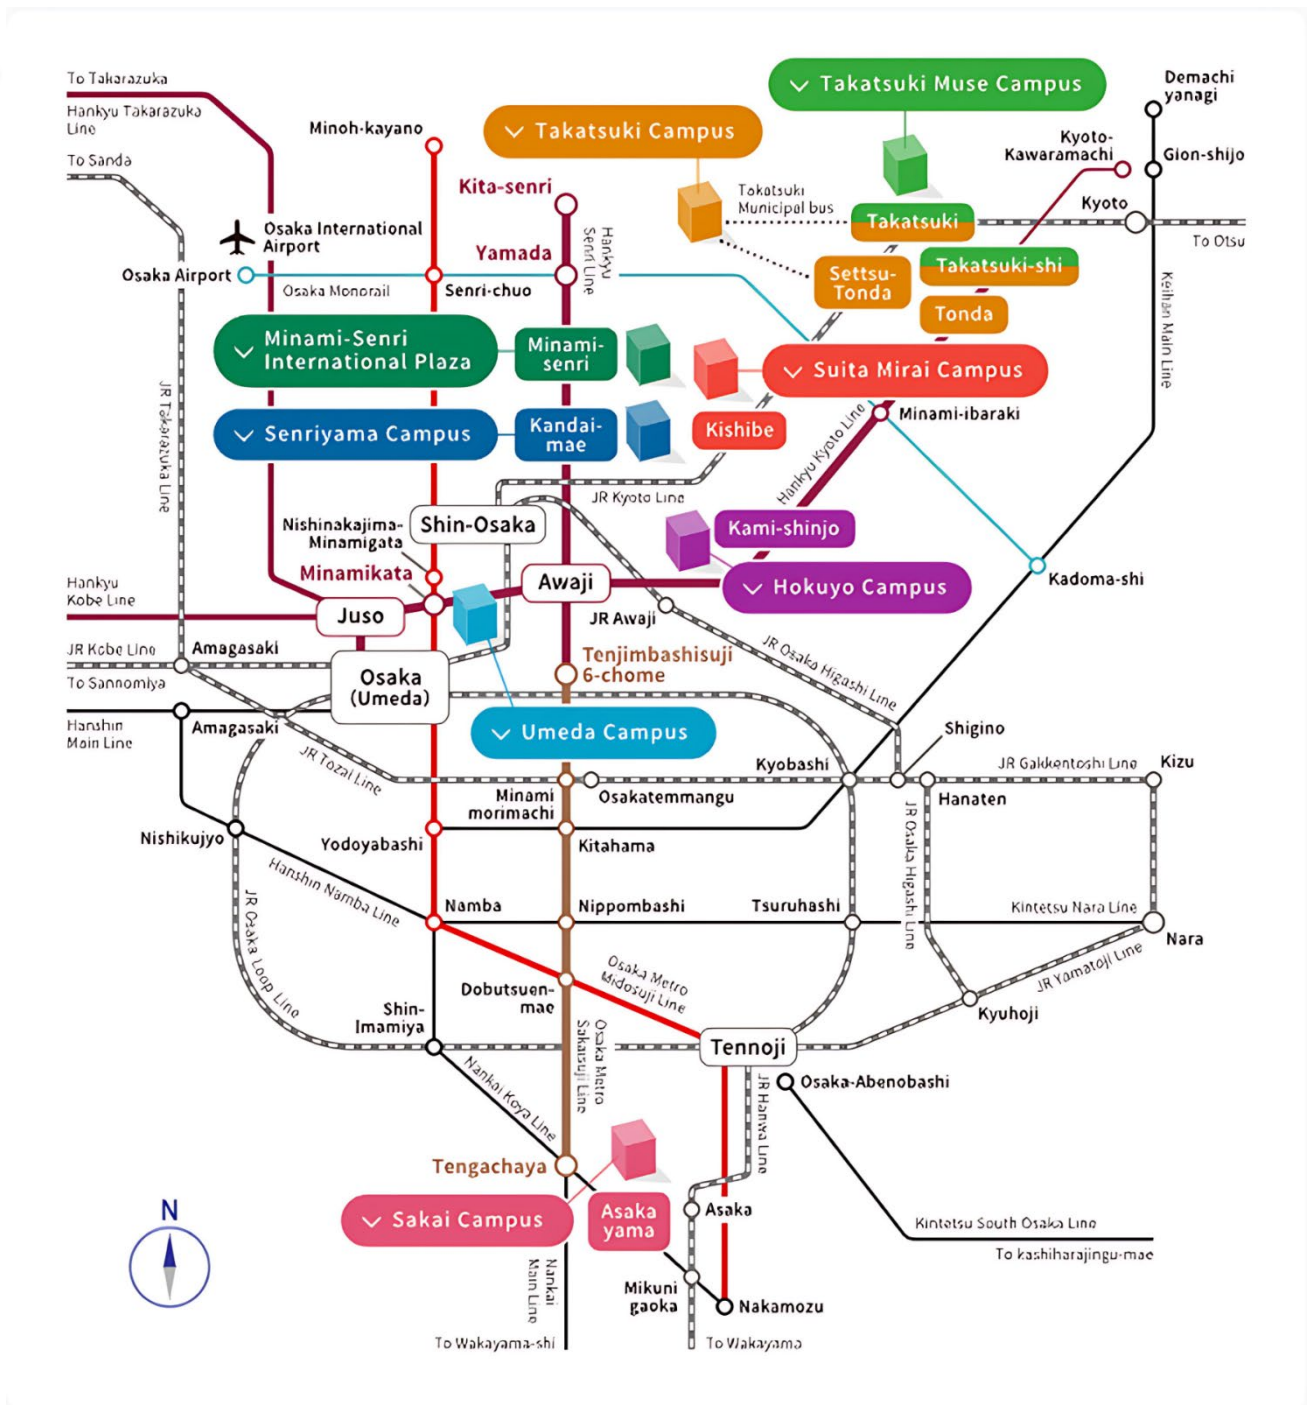 To Takarazuka
Hankyu Takarazuka
Line
To Sanda
Minoh-kayano
Takatsuki Campus
Takatsuki Muse Campus
Demachi
yanagi
Kyoto-
Kawaramachi
Gion-shijo
Kita-senri
Takatsuki
Municipal bus
Takatsuki
Kyoto
To Otsu
Osaka International
Airport
Hankyu
Senri Line
Yamada
Takatsuki-shi
Osaka Airport
Osaka Monorail
Senri-chuo
Settsu-
Tonda
Tonda
Keihan Main Line
Minami-Senri
International Plaza
Minami-
senri
Suita Mirai Campus
JR Takarazuka Line
Senriyama Campus
Kandai-
mae
Kishibe
Minami-ibaraki
Hankyu Kyoto Line
JR Kyoto Line
Nishinakajima-
Minamigata
Shin-Osaka
Kami-shinjo
Minamikata
Awaji
Hokuyo Campus
Kadoma-shi
Hankyu
Kobe Line
Juso
JR Awaji
JR Osaka Higashi Line
JR Kobe Line
Amagasaki
To Sannomiya
Osaka
(Umeda)
Tenjimbashisuji
6-chome
Hanshin
Main Line
Amagasaki
Umeda Campus
Shigino
JR Tozai Line
Kyobashi
JR Gakkentoshi Line
Kizu
Minami
morimachi
Osakatemmangu
Hanaten
Nishikujyo
Yodoyabashi
Kitahama
JR Osaka Higashi Line
Hanshin Namba Line
Namba
Nippombashi
Tsuruhashi
Kintetsu Nara Line
Nara
JR Osaka Loop Line
Osaka Metro
Midosuji Line
JR Yamatoji Line
Dobutsuen-
mae
Shin-
Imamiya
Kyuhoji
Osaka Metro
Sakaisuji Line
Tennoji
Nankai Koya Line
JR Hanwa Line
Osaka-Abenobashi
Tengachaya
Sakai Campus
Asaka
yama
Asaka
N
Kintetsu South Osaka Line
To kashiharajingu-mae
Nankai
Main Line
Mikuni
gaoka
Nakamozu
To Wakayama-shi
To Wakayama